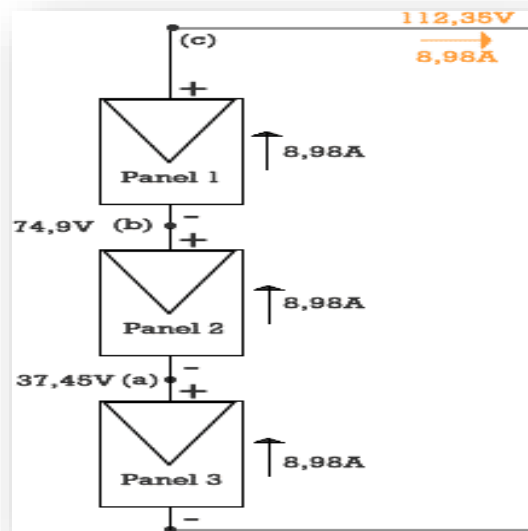 112,35V
(c)
8,98A
+
8,98A
Panel 1
-
74,9V (b)
+
8,98A
Panel 2
-
37,45V (a)
+
8,98A
Panel 3
-